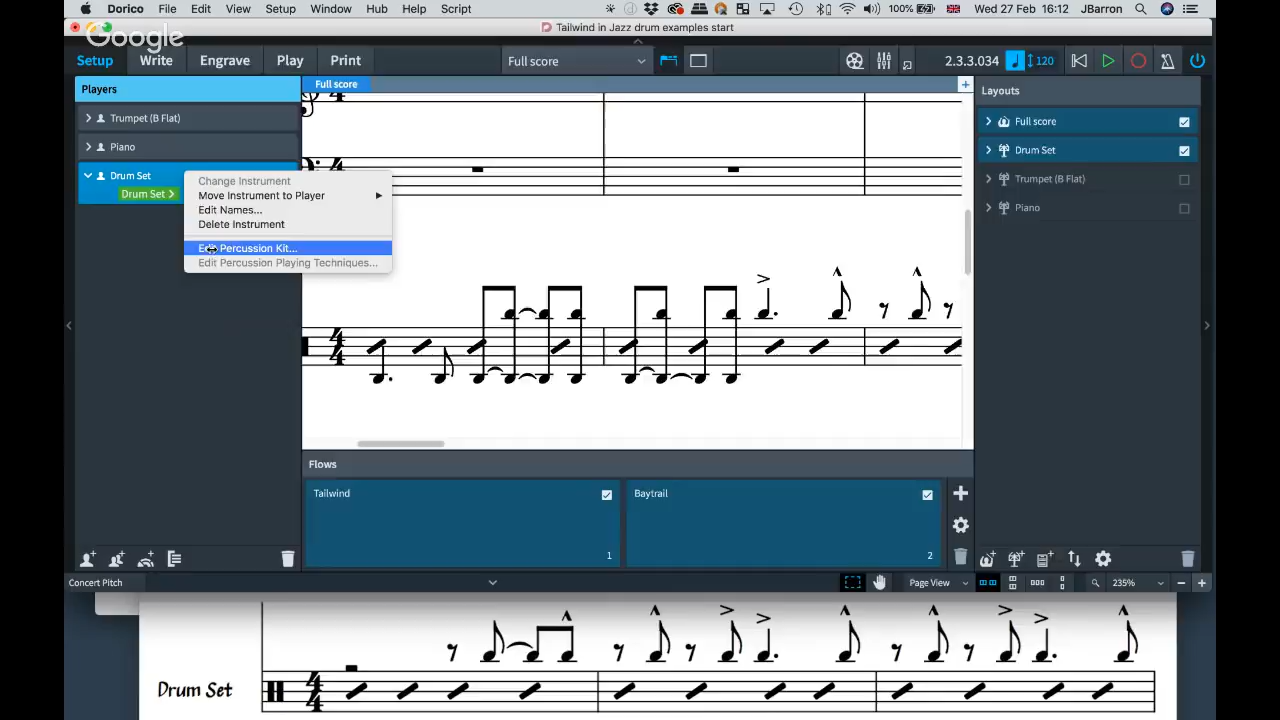 Dorico File Edit Write View Setup Window Hub Help Script 100% Wed 27 Feb 16:12 JBarron
Google
Tailwind in Jazz drum examples start
Setup Write Engrave Play Print Full score 2.3.3.034 120
Players
Full score
Layouts
Trumpet (B Flat)
Piano
Drum Set
Drum Set
Change Instrument
Move Instrument to Player
Edit Names...
Delete Instrument
Edit Percussion Kit...
Edit Percussion Playing Techniques...
Full score
Drum Set
Trumpet (B Flat)
Piano
Flows
Tailwind
1
Baytrail
2
Concert Pitch
Page View 235%
Drum Set